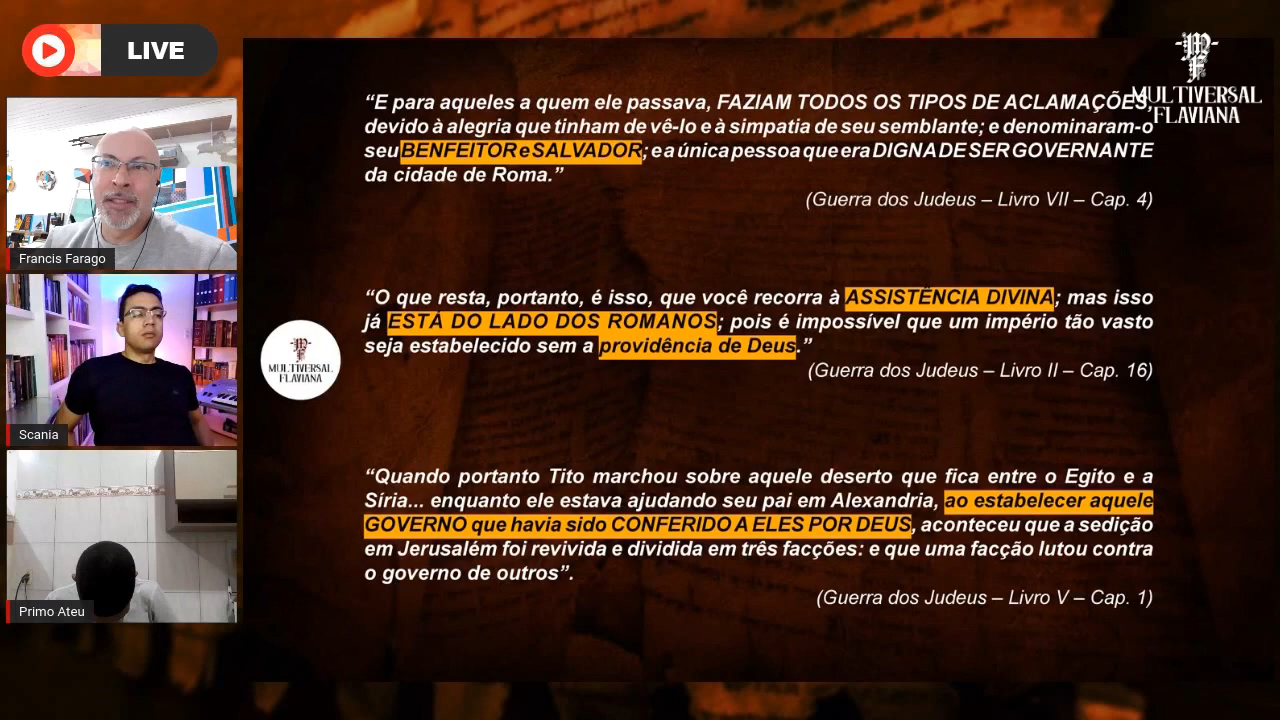 LIVE
MULTIVERSAL
FLAVIANA
“E para aqueles a quem ele passava, FAZIAM TODOS OS TIPOS DE ACLAMAÇÕES
devido à alegria que tinham de vê-lo e à simpatia de seu semblante; e denominaram-o
seu BENFEITOR e SALVADOR; e a única pessoa que era DIGNA DE SER GOVERNANTE
da cidade de Roma.”
(Guerra dos Judeus – Livro VII – Cap. 4)
Francis Farago
“O que resta, portanto, é isso, que você recorra à ASSISTÊNCIA DIVINA; mas isso
já ESTÁ DO LADO DOS ROMANOS; pois é impossível que um império tão vasto
seja estabelecido sem a providência de Deus.”
(Guerra dos Judeus – Livro II – Cap. 16)
MULTIVERSAL
FLAVIANA
Scania
“Quando portanto Tito marchou sobre aquele deserto que fica entre o Egito e a
Síria... enquanto ele estava ajudando seu pai em Alexandria, ao estabelecer aquele
GOVERNO que havia sido CONFERIDO A ELES POR DEUS, aconteceu que a sedição
em Jerusalém foi revivida e dividida em três facções: e que uma facção lutou contra
o governo de outros”.
(Guerra dos Judeus – Livro V – Cap. 1)
Primo Ateu